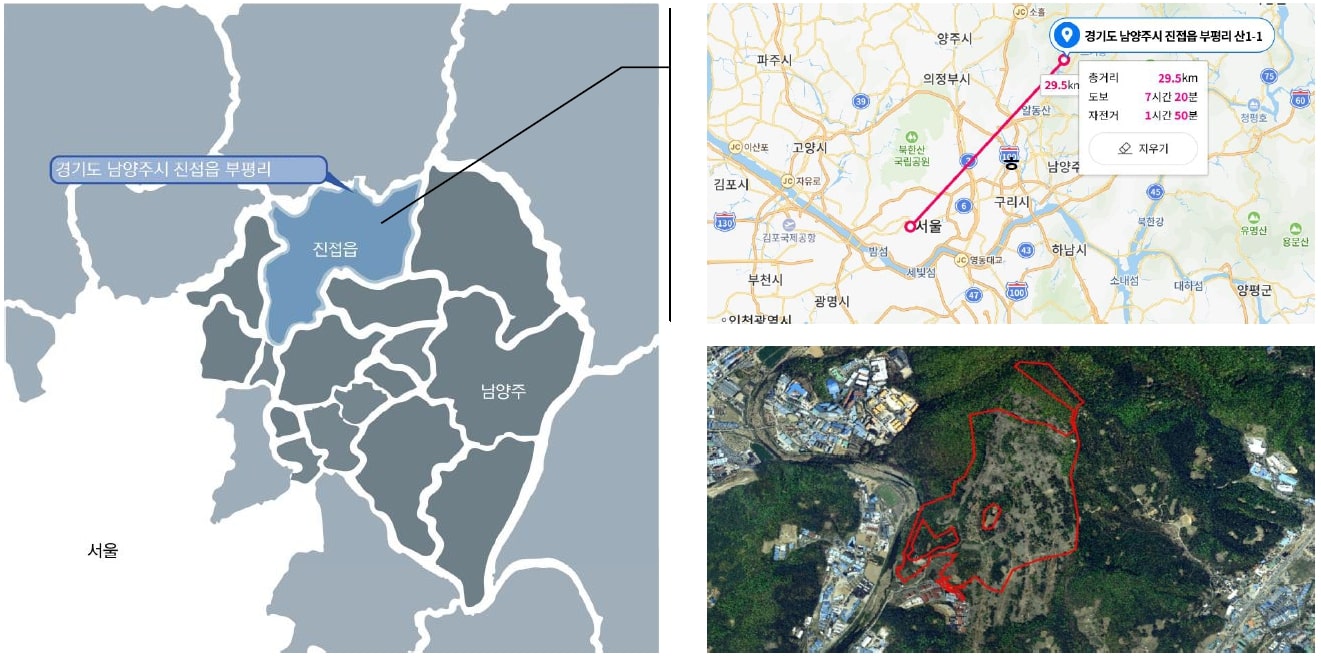 경기도 남양주시 진접읍 부평리
진접읍
남양주
서울
JC 소흘
경기도 남양주시 진접읍 부평리 산1-1
양주시
파주시
의정부시
29.5km
총거리 29.5km
도보 7시간 20분
자전거 1시간 50분
지우기
75
60
청평호
39
알동산
북한산
국립공원
JC 이산포
고양시
남양주
김포시
JC 자유로
45
구리시
6
130
김포국제공항
서울
북한강
유명산
용문산
밤섬
43
하남시
JC 영동대교
세빛섬
부천시
47
100
소내섬
대하섬
양평군
광명시
인천광역시